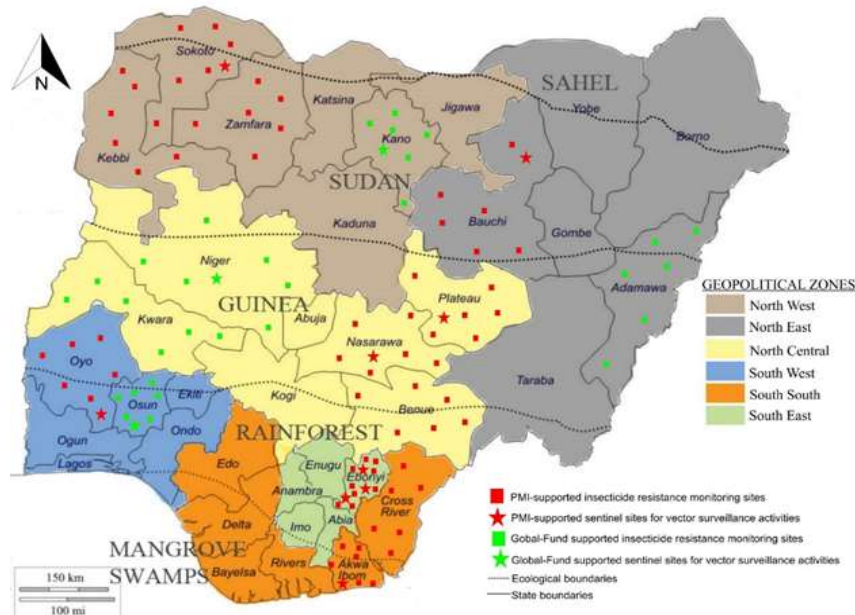 Sokoto
SAHEL
Katsina
Jigawa
Yobe
Borno
N
Zamfara
Kano
Kebbi
SUDAN
Kaduna
Bauchi
Gombe
Niger
Adamawa
GEOPOLITICAL ZONES
GUINEA
Abuja
Plateau
North West
Kwara
Nasarawa
North East
Oyo
Taraba
North Central
Osun
Ekiti
Kogi
Benue
South West
Ogun
Ondo
RAINFOREST
South South
Lagos
Edo
Enugu
Ebonyi
South East
Anambra
Cross
River
PMI-supported insecticide resistance monitoring sites
Delta
Imo
Abia
PMI-supported sentinel sites for vector surveillance activities
MANGROVE
SWAMPS
Bayelsa
Rivers
Akwa
Ibom
Gobal-Fund supported insecticide resistance monitoring sites
Global-Fund supported sentinel sites for vector surveillance activities
150 km
Ecological boundaries
100 mi
State boundaries